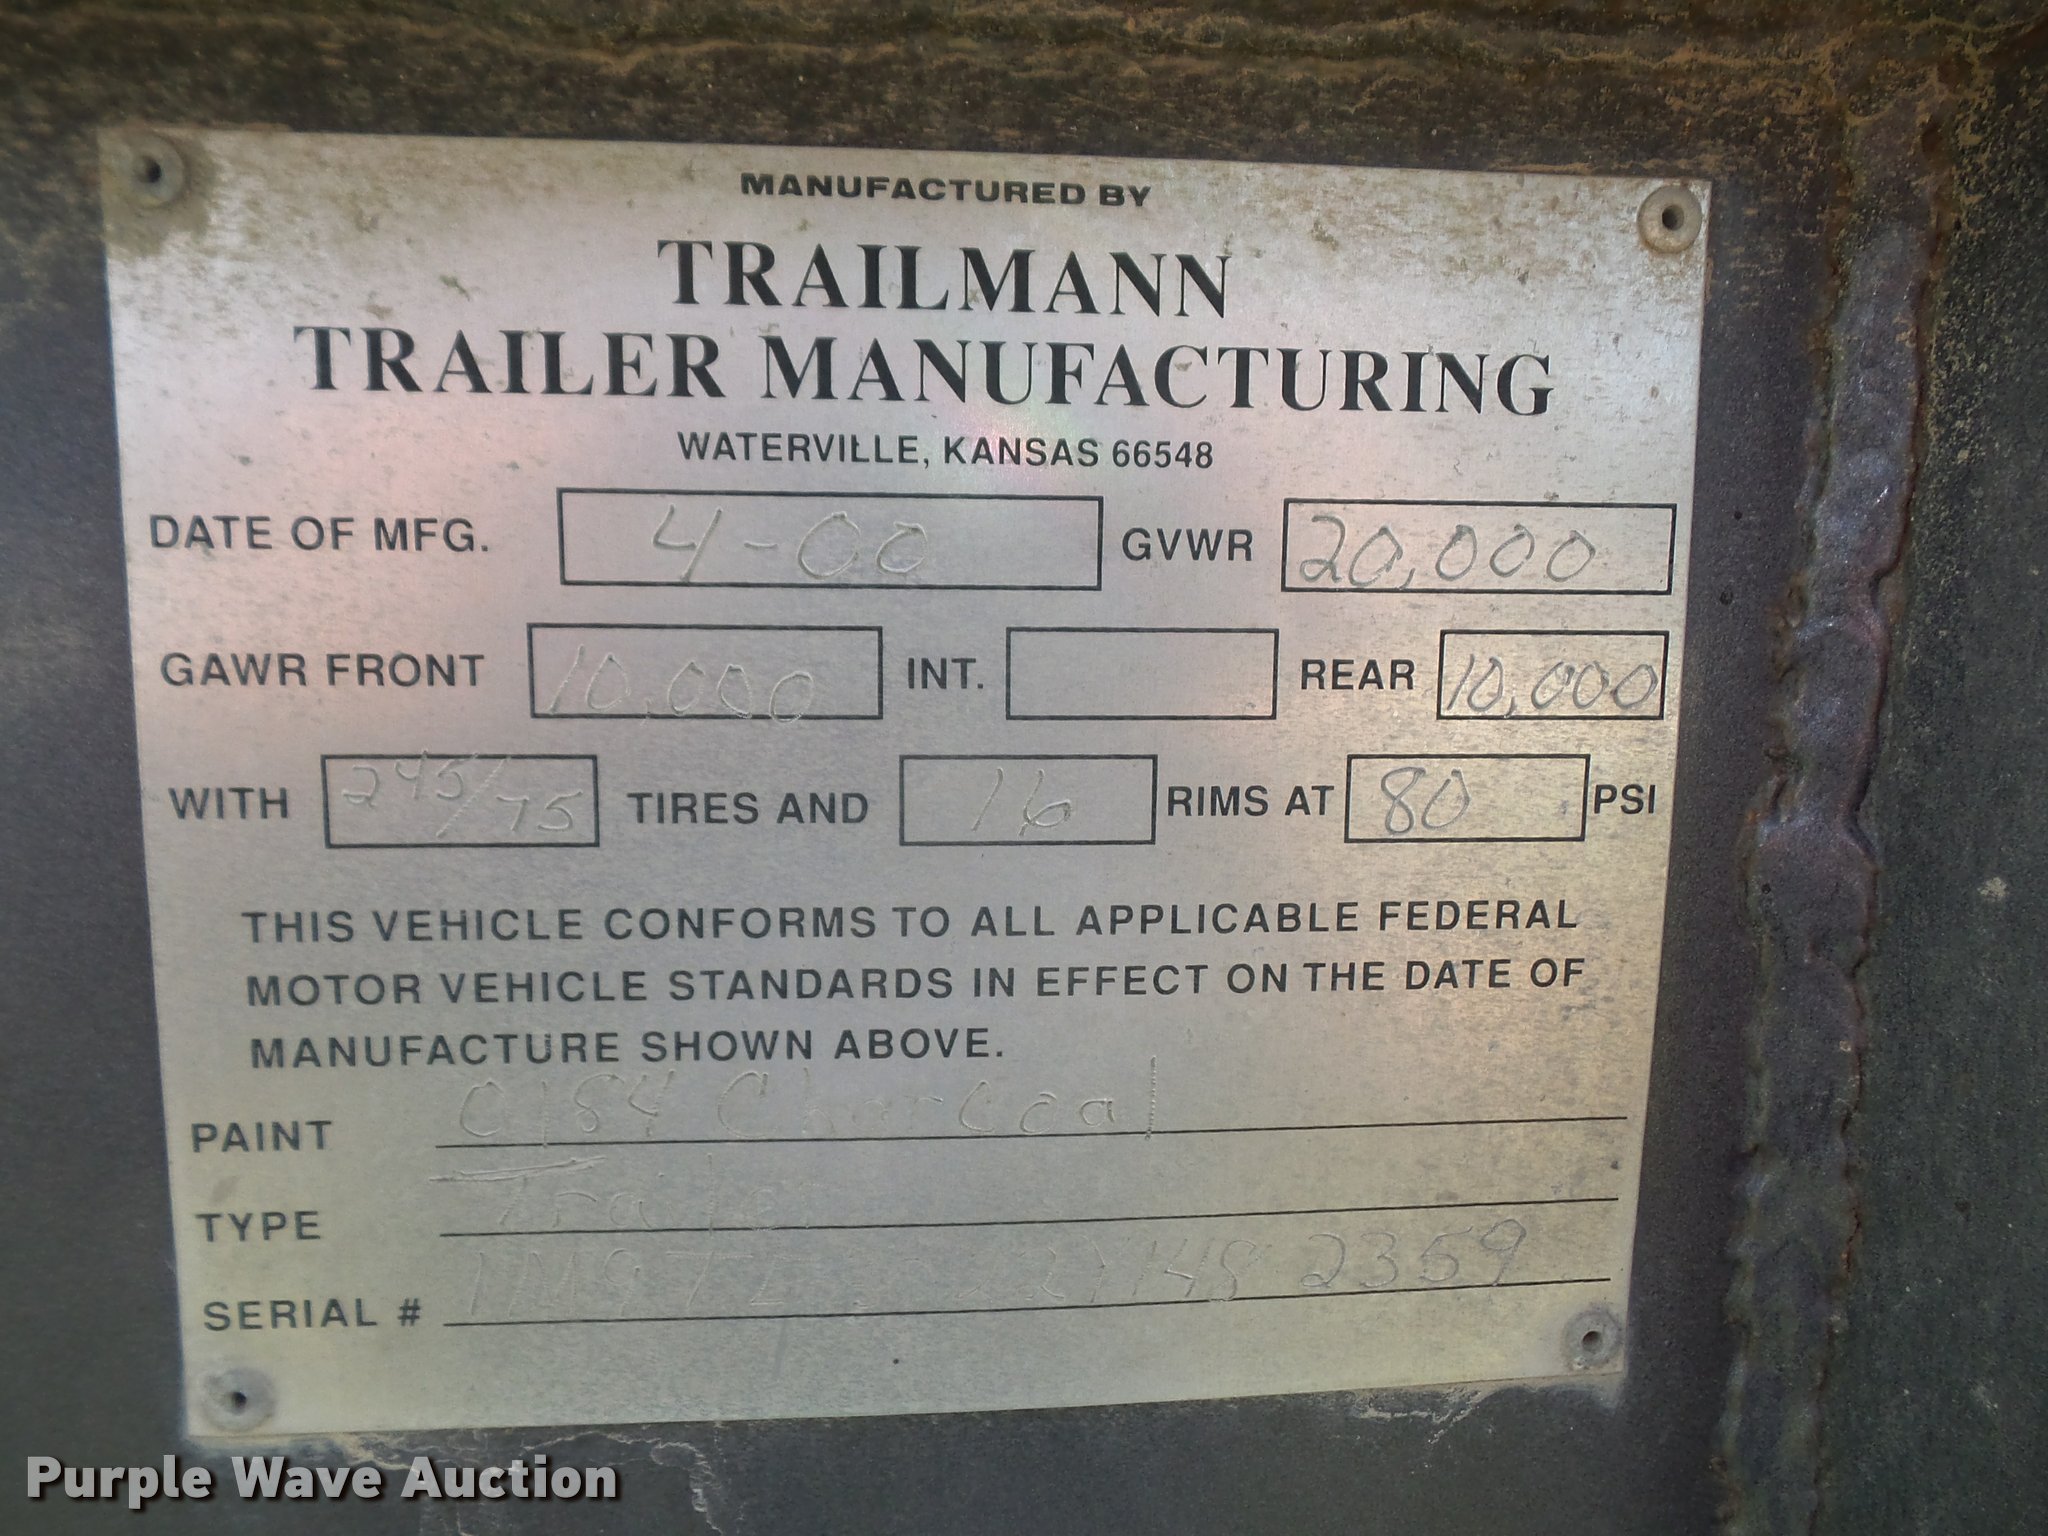 MANUFACTURED BY
TRAILMANN
TRAILER MANUFACTURING
WATERVILLE, KANSAS 66548
DATE OF MFG. 4-00 GVWR 20,000
GAWR FRONT 10,000 INT. REAR 10,000
WITH 245/75 TIRES AND 16 RIMS AT 80 PSI
THIS VEHICLE CONFORMS TO ALL APPLICABLE FEDERAL
MOTOR VEHICLE STANDARDS IN EFFECT ON THE DATE OF
MANUFACTURE SHOWN ABOVE.
PAINT Charcoal
TYPE Trailer
SERIAL #
Purple Wave Auction